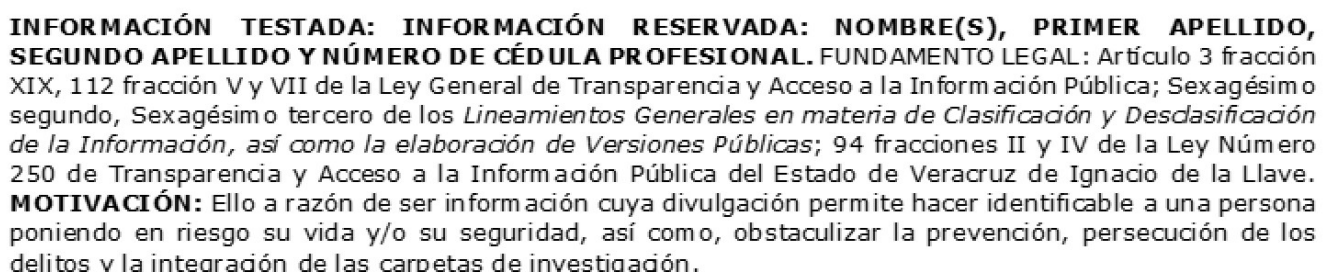 INFORMACIÓN TESTADA: INFORMACIÓN RESERVADA: NOMBRE(S), PRIMER APELLIDO,
SEGUNDO APELLIDO Y NÚMERO DE CÉDULA PROFESIONAL. FUNDAMENTO LEGAL: Artículo 3 fracción
XIX, 112 fracción V y VII de la Ley General de Transparencia y Acceso a la Información Pública; Sexagésimo
segundo, Sexagésimo tercero de los Lineamientos Generales en materia de Clasificación y Desclasificación
de la Información, así como la elaboración de Versiones Públicas; 94 fracciones II y IV de la Ley Número
250 de Transparencia y Acceso a la Información Pública del Estado de Veracruz de Ignacio de la Llave.
MOTIVACIÓN: Ello a razón de ser información cuya divulgación permite hacer identificable a una persona
poniendo en riesgo su vida y/o su seguridad, así como, obstaculizar la prevención, persecución de los
delitos y la integración de las carpetas de investigación.